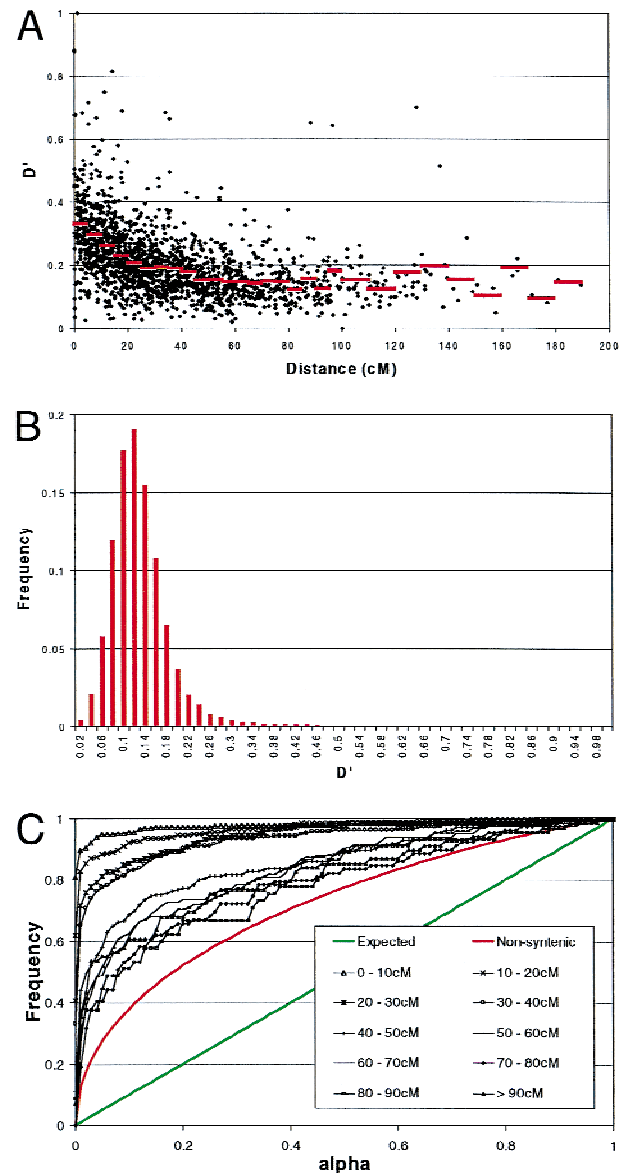 A
1
0.8
0.6
0.4
0.2
0
D'
0 20 40 60 80 100 120 140 160 180 200
Distance (cM)
B
0.2
0.15
0.1
0.05
0
Frequency
0.02 0.06 0.1 0.14 0.18 0.22 0.26 0.3 0.34 0.38 0.42 0.46 0.5 0.54 0.58 0.62 0.66 0.7 0.74 0.78 0.82 0.86 0.9 0.94 0.98
D'
C
1
0.8
0.6
0.4
0.2
0
Frequency
Expected Non-syntenic
0 - 10cM 10 - 20cM
20 - 30cM 30 - 40cM
40 - 50cM 50 - 60cM
60 - 70cM 70 - 80cM
80 - 90cM > 90cM
0 0.2 0.4 0.6 0.8 1
alpha